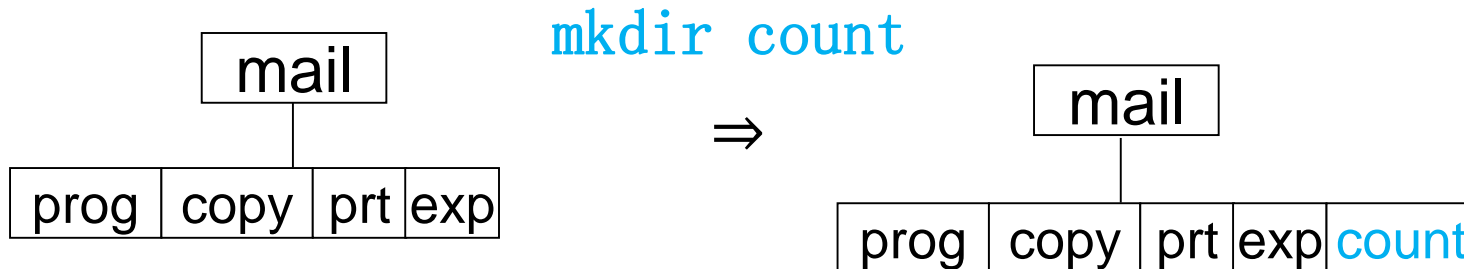 mkdir count
mail
prog copy prt exp
⇒
mail
prog copy prt exp count